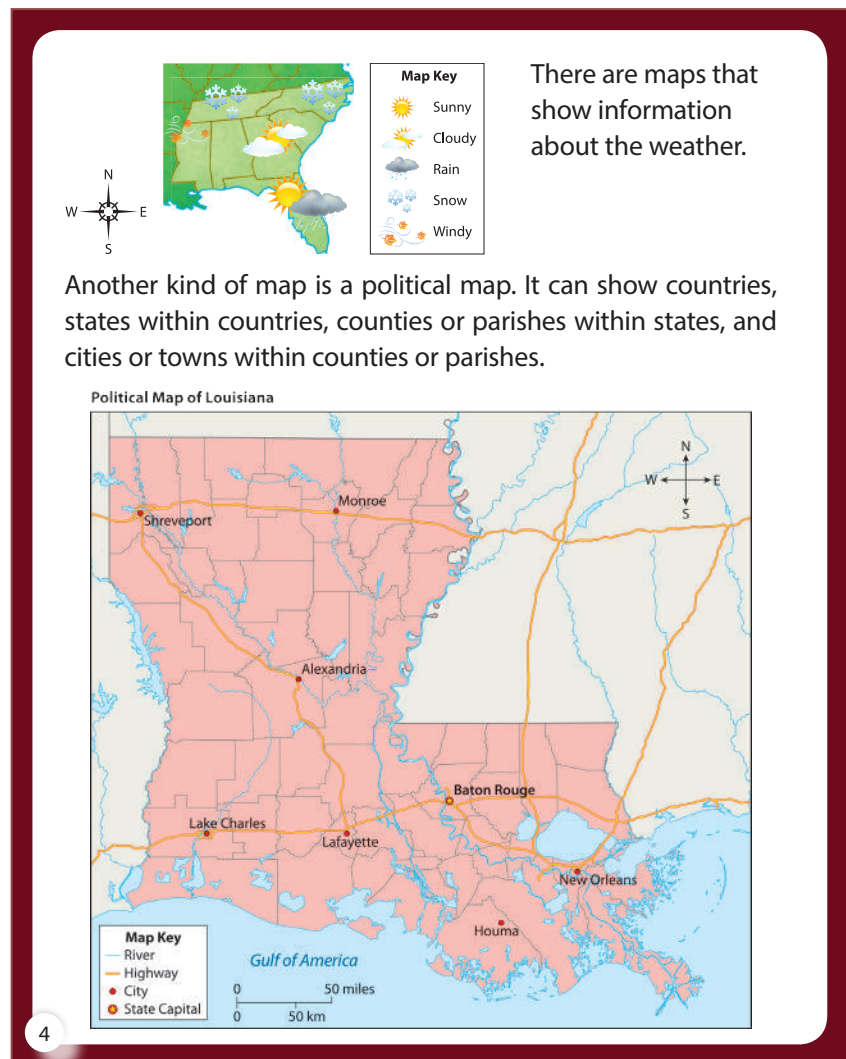 Map Key
Sunny
Cloudy
Rain
Snow
Windy
N
W E
S
There are maps that
show information
about the weather.
Another kind of map is a political map. It can show countries,
states within countries, counties or parishes within states, and
cities or towns within counties or parishes.
Political Map of Louisiana
N
W E
S
Monroe
Shreveport
Alexandria
Baton Rouge
Lake Charles
Lafayette
New Orleans
Houma
Map Key
River
Highway
City
State Capital
Gulf of America
0 50 miles
0 50 km
4